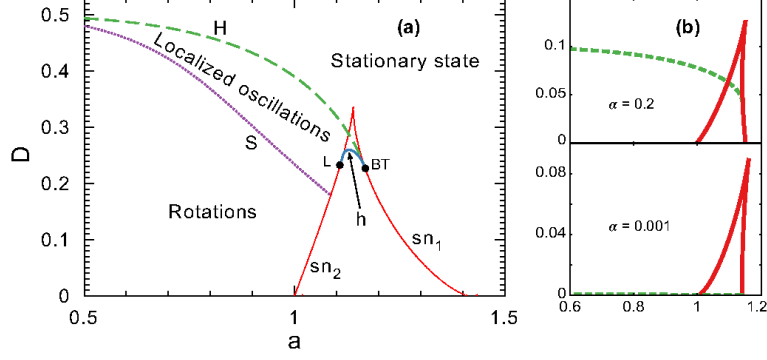 0.5
H
(a)
Localized oscillations
Stationary state
0.4
0.3
D
S
L
BT
0.2
Rotations
h
0.1
sn1
sn2
0
0.5
1
1.5
a
(b)
0.1
0.05
α = 0.2
0
0.08
0.04
α = 0.001
0
0.6
0.8
1
1.2